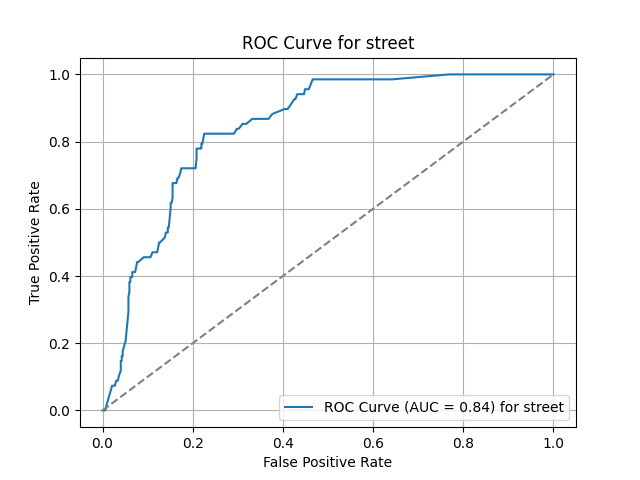 ROC Curve for street
True Positive Rate
1.0
0.8
0.6
0.4
0.2
0.0
ROC Curve (AUC = 0.84) for street
0.0 0.2 0.4 0.6 0.8 1.0
False Positive Rate